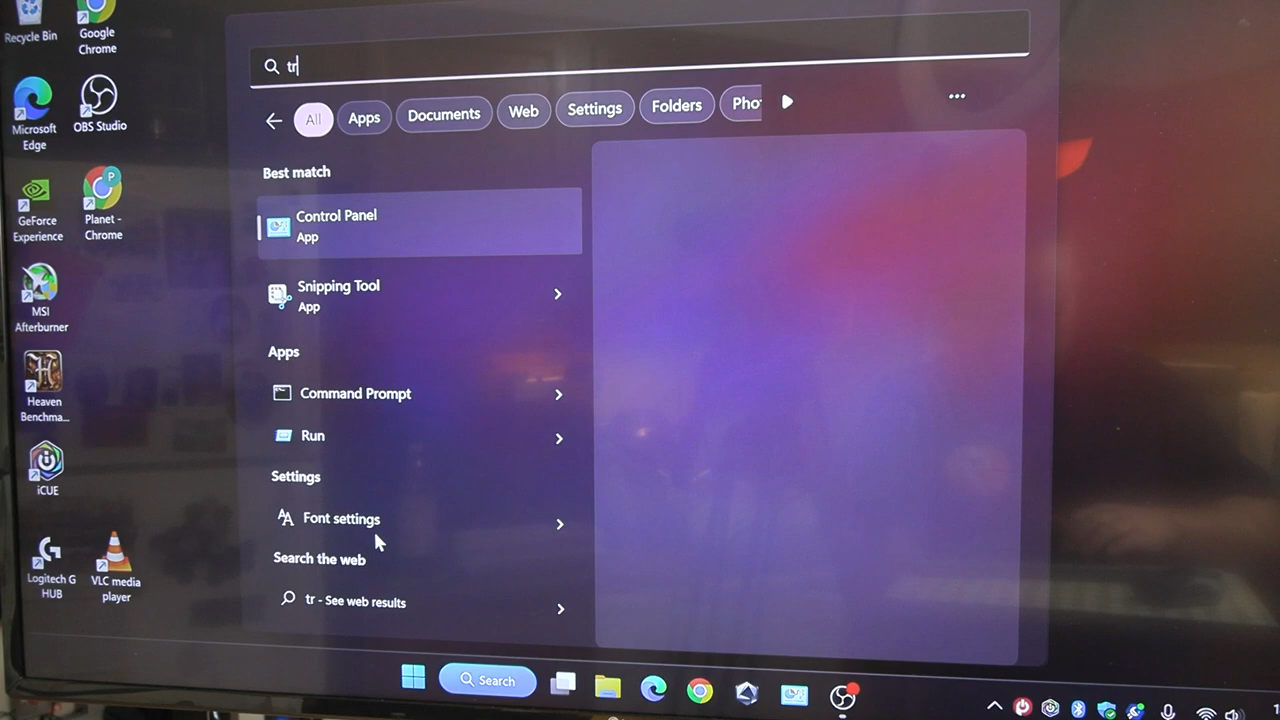 Recycle Bin
Google
Chrome
Microsoft
Edge
OBS Studio
GeForce
Experience
Planet -
Chrome
MSI
Afterburner
Heaven
Benchma...
iCUE
Logitech G
HUB
VLC media
player
tr
All
Apps
Documents
Web
Settings
Folders
Pho
Best match
Control Panel
App
Snipping Tool
App
Apps
Command Prompt
Run
Settings
Font settings
Search the web
tr - See web results
Search